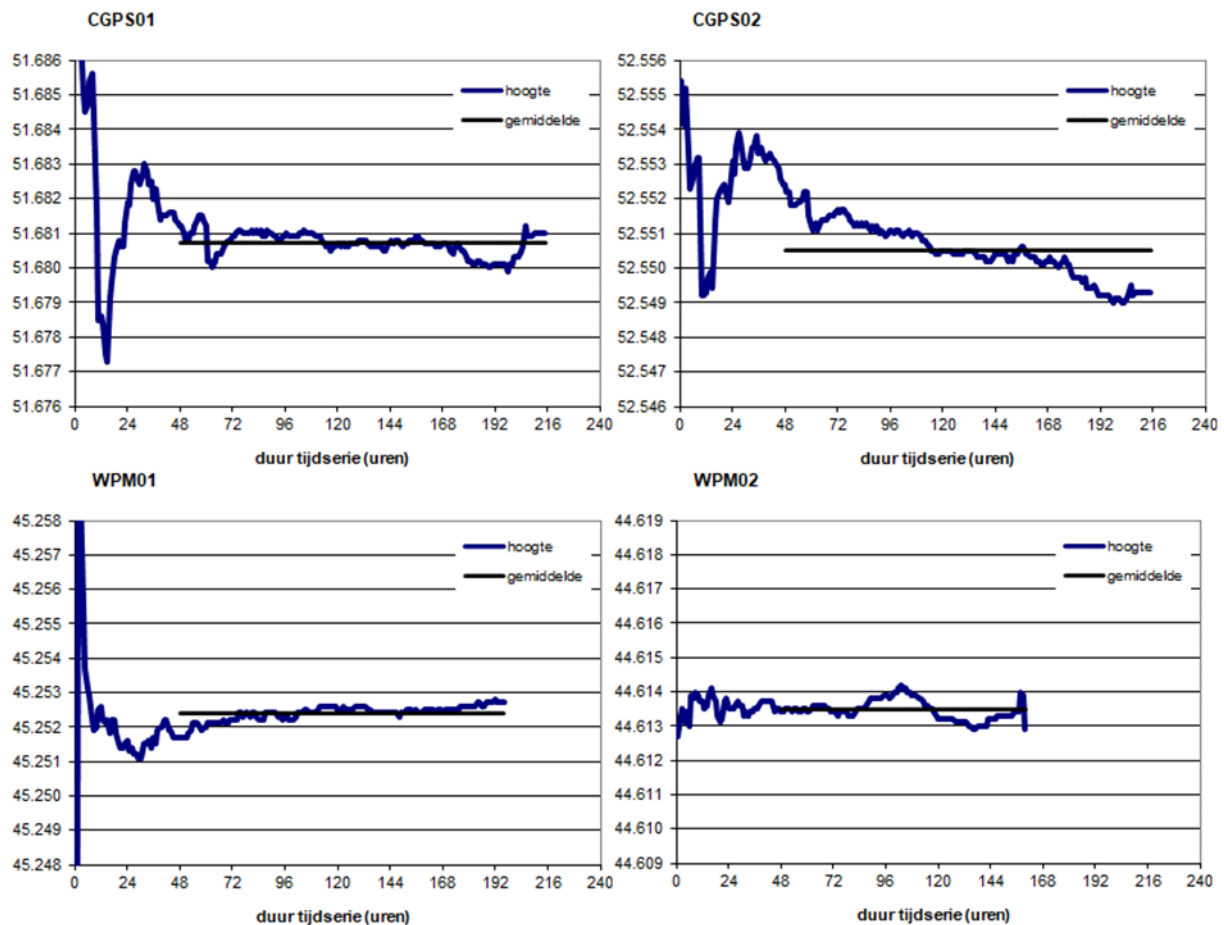 CGPS01
51.686
51.685
51.684
51.683
51.682
51.681
51.680
51.679
51.678
51.677
51.676
hoogte
gemiddelde
0 24 48 72 96 120 144 168 192 216 240
duur tijdserie (uren)
CGPS02
52.556
52.555
52.554
52.553
52.552
52.551
52.550
52.549
52.548
52.547
52.546
hoogte
gemiddelde
0 24 48 72 96 120 144 168 192 216 240
duur tijdserie (uren)
WPM01
45.258
45.257
45.256
45.255
45.254
45.253
45.252
45.251
45.250
45.249
45.248
hoogte
gemiddelde
0 24 48 72 96 120 144 168 192 216 240
duur tijdserie (uren)
WPM02
44.619
44.618
44.617
44.616
44.615
44.614
44.613
44.612
44.611
44.610
44.609
hoogte
gemiddelde
0 24 48 72 96 120 144 168 192 216 240
duur tijdserie (uren)